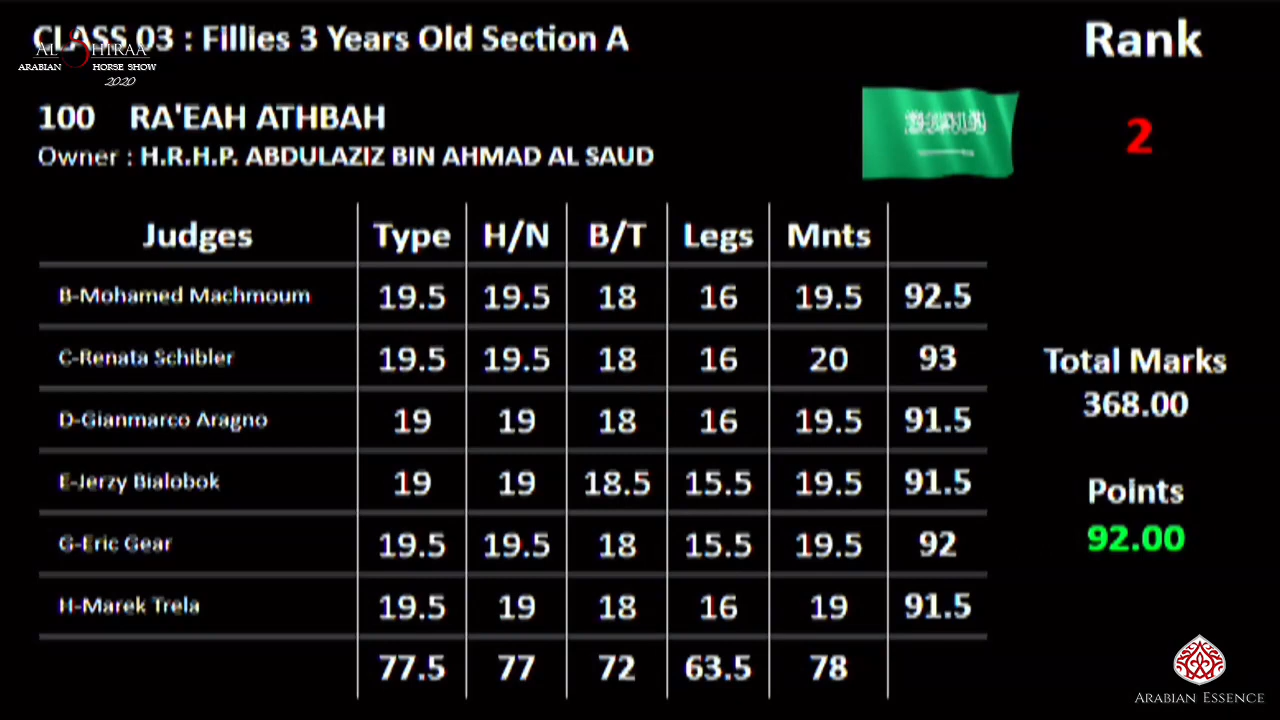 CLASS 03 : Fillies 3 Years Old Section A
Rank
AL SHIRAA
ARABIAN HORSE SHOW
2020
100 RA'EAH ATHBAH
2
Owner : H.R.H.P. ABDULAZIZ BIN AHMAD AL SAUD
Judges Type H/N B/T Legs Mnts
B-Mohamed Machmoum 19.5 19.5 18 16 19.5 92.5
C-Renata Schibler 19.5 19.5 18 16 20 93
D-Gianmarco Aragno 19 19 18 16 19.5 91.5
E-Jerzy Bialobok 19 19 18.5 15.5 19.5 91.5
G-Eric Gear 19.5 19.5 18 15.5 19.5 92
H-Marek Trela 19.5 19 18 16 19 91.5
77.5 77 72 63.5 78
Total Marks
368.00
Points
92.00
ARABIAN ESSENCE